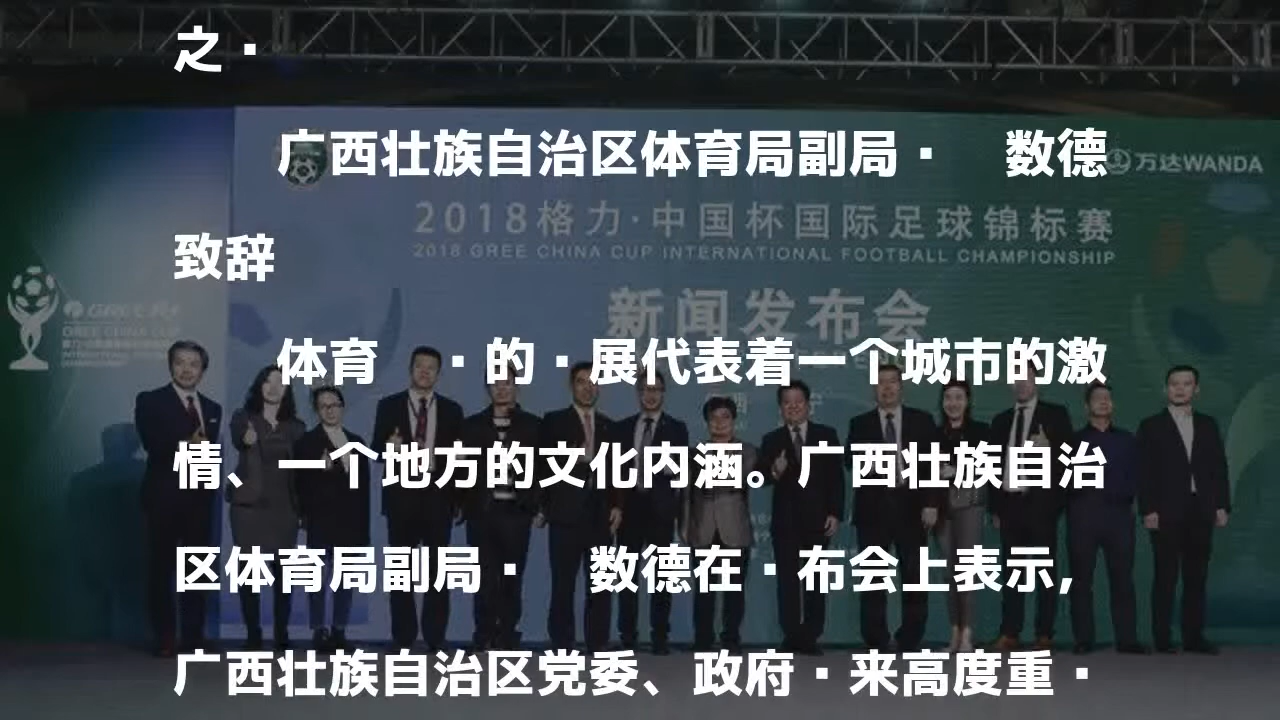 之·
广西壮族自治区体育局副局· 数德
万达WANDA
致辞
2018格力·中国杯国际足球锦标赛
2018 GREE CHINA CUP INTERNATIONAL FOOTBALL CHAMPIONSHIP
新闻发布会
GREE CHINA CUP
体育 ·的·展代表着一个城市的激
情、一个地方的文化内涵。广西壮族自治
区体育局副局· 数德在·布会上表示,
广西壮族自治区党委、政府·来高度重·